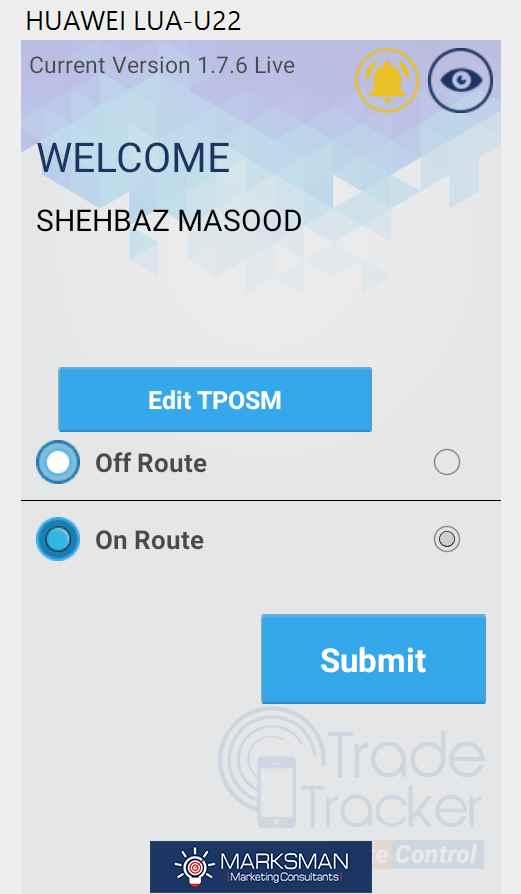 HUAWEI LUA-U22
Current Version 1.7.6 Live
WELCOME
SHEHBAZ MASOOD
Edit TPOSM
Off Route
On Route
Submit
Trade
Tracker
Control
MARKSMAN
Marketing Consultants